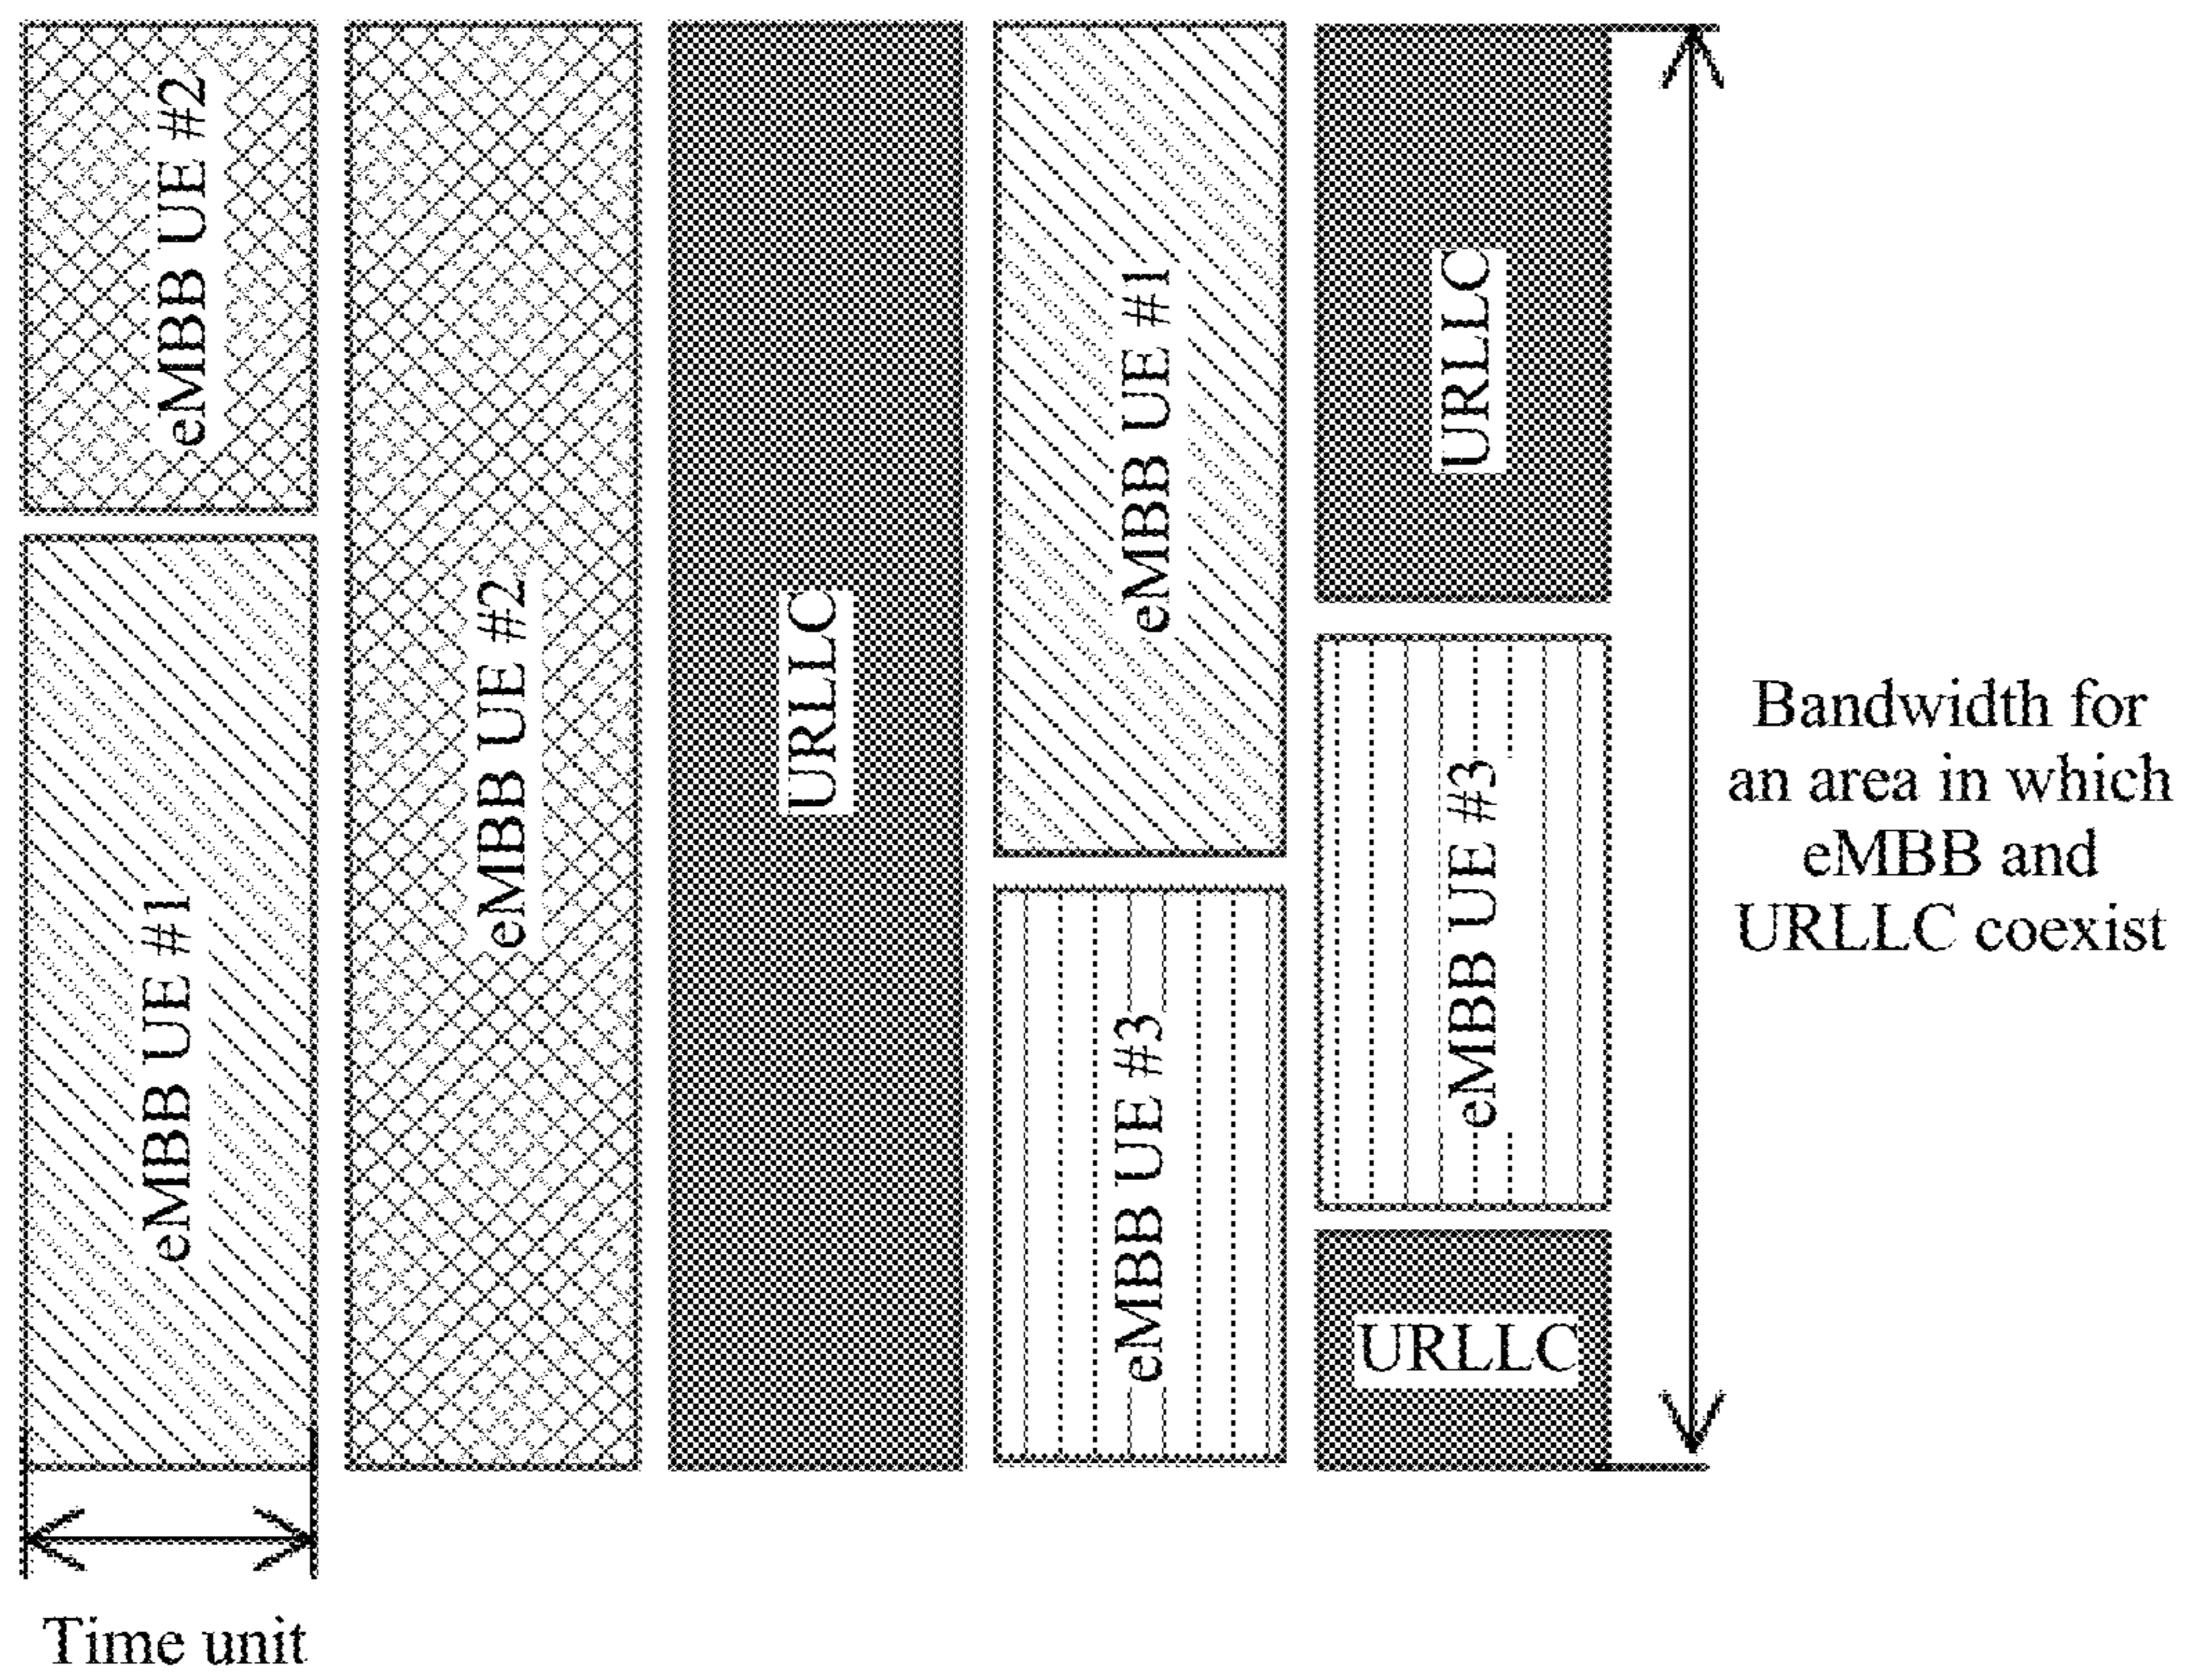 eMBB UE #2
eMBB UE #1
eMBB UE #2
URLLC
eMBB UE #1
eMBB UE #3
URLLC
eMBB UE #3
URLLC
Bandwidth for
an area in which
eMBB and
URLLC coexist
Time unit